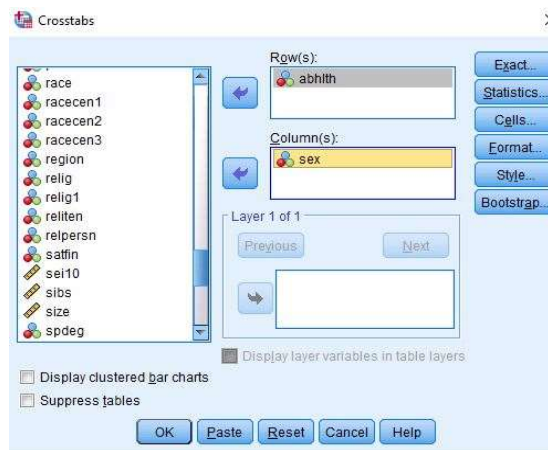 Crosstabs
race
racecen1
racecen2
racecen3
region
relig
relig1
reliten
relpersn
satfin
sei10
sibs
size
spdeg
Row(s):
abhlth
Column(s):
sex
Layer 1 of 1
Previous
Next
Display layer variables in table layers
Exact...
Statistics...
Cells...
Format...
Style...
Bootstrap...
Display clustered bar charts
Suppress tables
OK
Paste
Reset
Cancel
Help